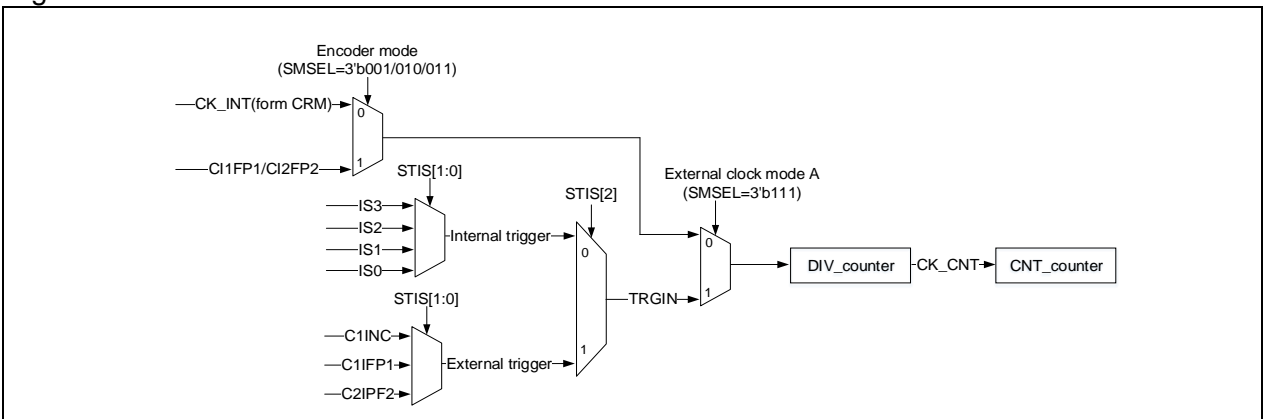 Encoder mode
(SMSEL=3'b001/010/011)
CK_INT(form CRM)
0
CI1FP1/CI2FP2
1
STIS[1:0]
IS3
IS2
IS1
IS0
Internal trigger
STIS[2]
0
1
External clock mode A
(SMSEL=3'b111)
0
1
TRGIN
DIV_counter
CK_CNT
CNT_counter
STIS[1:0]
C1INC
C1IFP1
C2IPF2
External trigger